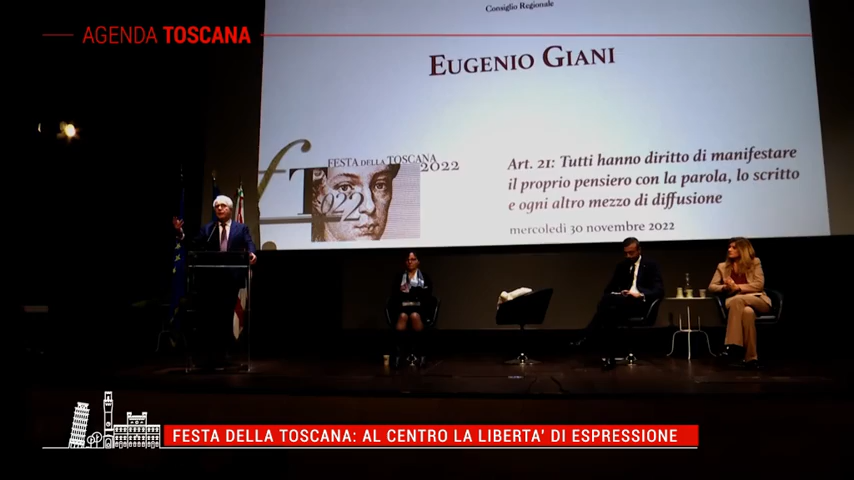 AGENDA TOSCANA
Consiglio Regionale
EUGENIO GIANI
FESTA DELLA TOSCANA
2022
2022
Art. 21: Tutti hanno diritto di manifestare
il proprio pensiero con la parola, lo scritto
e ogni altro mezzo di diffusione
mercoledì 30 novembre 2022
FESTA DELLA TOSCANA: AL CENTRO LA LIBERTA' DI ESPRESSIONE